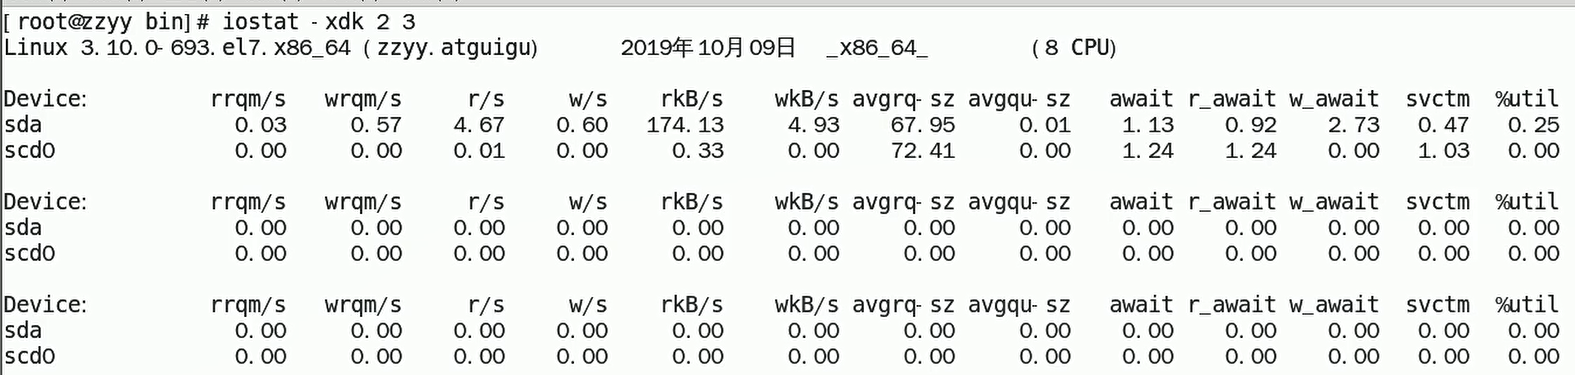 [root@zzyy bin]# iostat -xdk 2 3
Linux 3.10.0-693.el7.x86_64 (zzyy.atguigu) 2019年10月09日 _x86_64_ (8 CPU)
Device: rrqm/s wrqm/s r/s w/s rkB/s wkB/s avgrq-sz avgqu-sz await r_await w_await svctm %util
sda 0.03 0.57 4.67 0.60 174.13 4.93 67.95 0.01 1.13 0.92 2.73 0.47 0.25
scd0 0.00 0.00 0.01 0.00 0.33 0.00 72.41 0.00 1.24 1.24 0.00 1.03 0.00
Device: rrqm/s wrqm/s r/s w/s rkB/s wkB/s avgrq-sz avgqu-sz await r_await w_await svctm %util
sda 0.00 0.00 0.00 0.00 0.00 0.00 0.00 0.00 0.00 0.00 0.00 0.00 0.00
scd0 0.00 0.00 0.00 0.00 0.00 0.00 0.00 0.00 0.00 0.00 0.00 0.00 0.00
Device: rrqm/s wrqm/s r/s w/s rkB/s wkB/s avgrq-sz avgqu-sz await r_await w_await svctm %util
sda 0.00 0.00 0.00 0.00 0.00 0.00 0.00 0.00 0.00 0.00 0.00 0.00 0.00
scd0 0.00 0.00 0.00 0.00 0.00 0.00 0.00 0.00 0.00 0.00 0.00 0.00 0.00